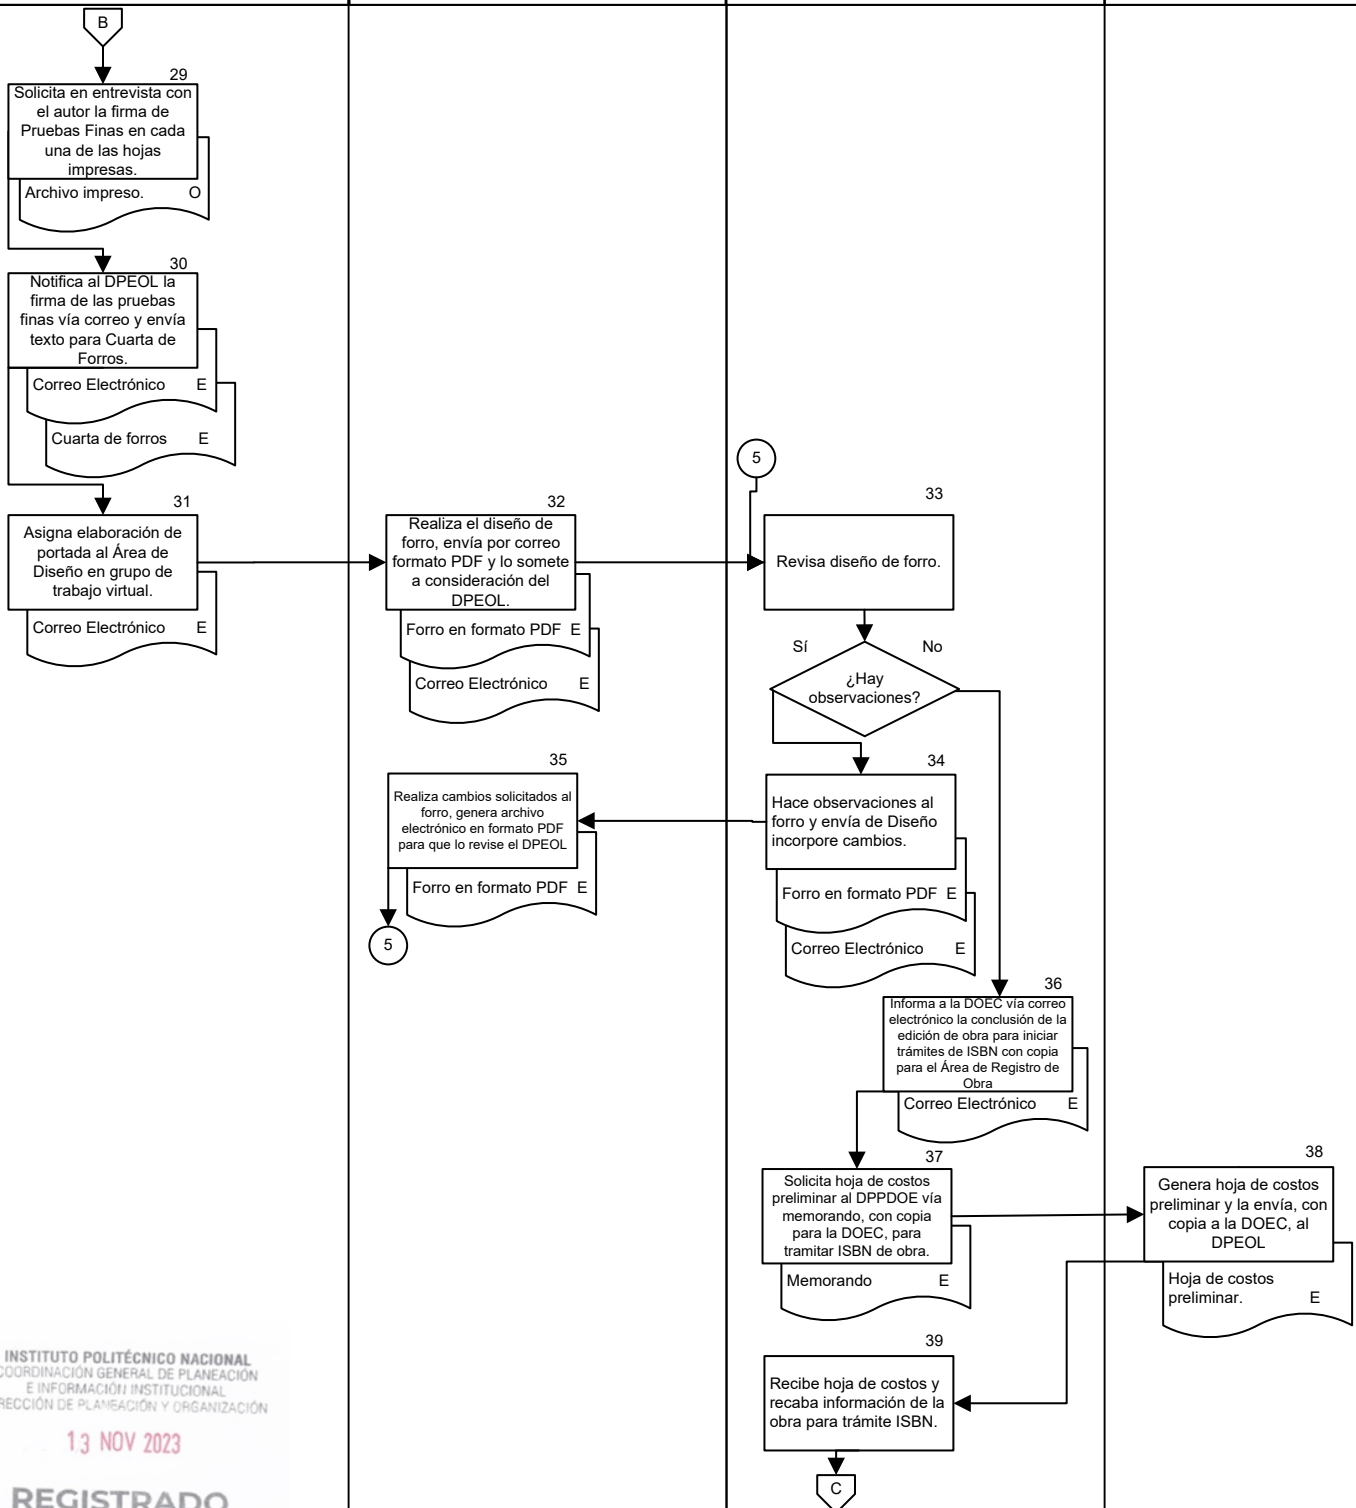 B
29
Solicita en entrevista con
el autor la firma de
Pruebas Finas en cada
una de las hojas
impresas.
Archivo impreso. O
30
Notifica al DPEOL la
firma de las pruebas
finas vía correo y envía
texto para Cuarta de
Forros.
Correo Electrónico E
Cuarta de forros E
31
Asigna elaboración de
portada al Área de
Diseño en grupo de
trabajo virtual.
Correo Electrónico E
32
Realiza el diseño de
forro, envía por correo
formato PDF y lo somete
a consideración del
DPEOL.
Forro en formato PDF E
Correo Electrónico E
5
33
Revisa diseño de forro.
Sí
No
¿Hay
observaciones?
34
Hace observaciones al
forro y envía de Diseño
incorpore cambios.
Forro en formato PDF E
Correo Electrónico E
35
Realiza cambios solicitados al
forro, genera archivo
electrónico en formato PDF
para que lo revise el DPEOL
Forro en formato PDF E
5
36
Informa a la DOEC vía correo
electrónico la conclusión de la
edición de obra para iniciar
trámites de ISBN con copia
para el Área de Registro de
Obra
Correo Electrónico E
37
Solicita hoja de costos
preliminar al DPPDOE vía
memorando, con copia
para la DOEC, para
tramitar ISBN de obra.
Memorando E
38
Genera hoja de costos
preliminar y la envía, con
copia a la DOEC, al
DPEOL
Hoja de costos
preliminar. E
39
Recibe hoja de costos y
recaba información de la
obra para trámite ISBN.
C
INSTITUTO POLITÉCNICO NACIONAL
COORDINACIÓN GENERAL DE PLANEACIÓN
E INFORMACIÓN INSTITUCIONAL
RECCIÓN DE PLANEACIÓN Y ORGANIZACIÓN
13 NOV 2023
REGISTRADO